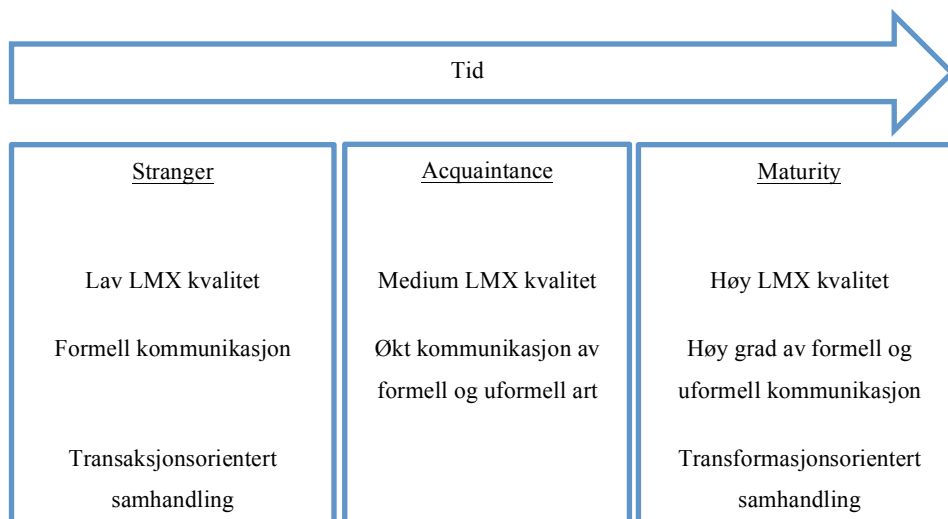 Tid
Stranger
Lav LMX kvalitet
Formell kommunikasjon
Transaksjonsorientert
samhandling
Acquaintance
Medium LMX kvalitet
Økt kommunikasjon av
formell og uformell art
Maturity
Høy LMX kvalitet
Høy grad av formell og
uformell kommunikasjon
Transformasjonsorientert
samhandling